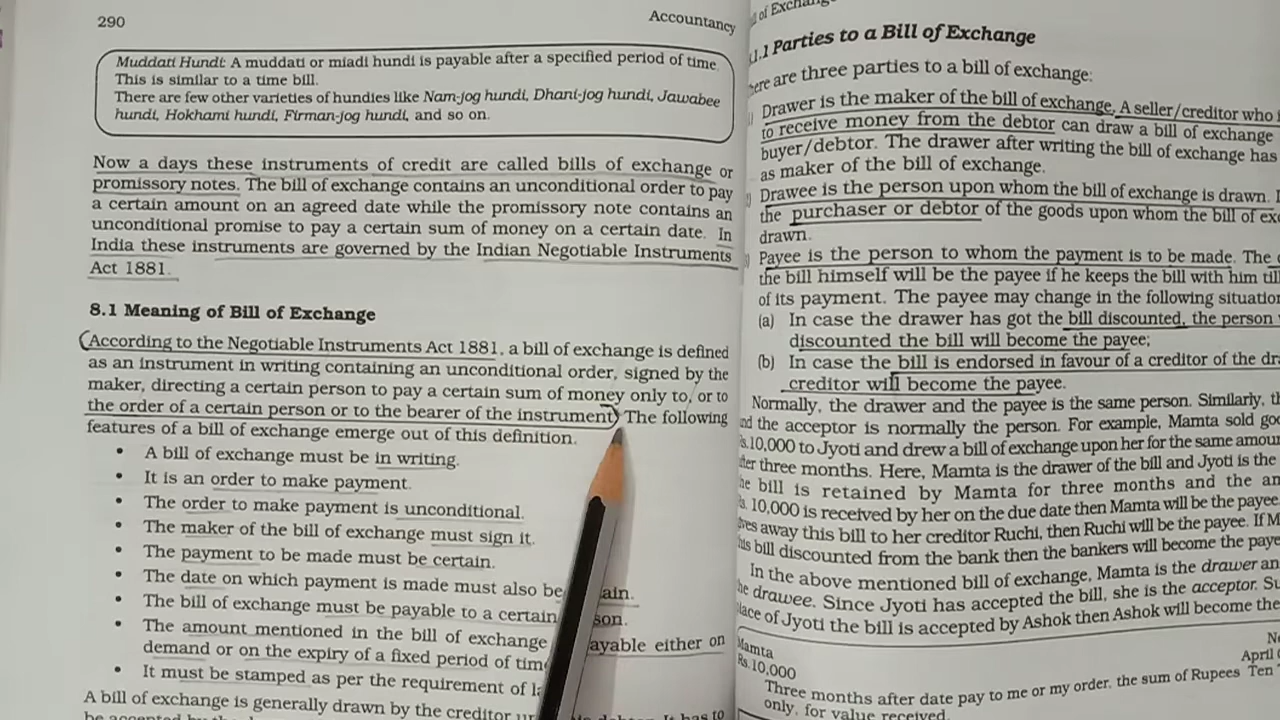 290
Accountancy
Muddati Hundi: A muddati or miadi hundi is payable after a specified period of time.
This is similar to a time bill.
There are few other varieties of hundies like Nam-jog hundi, Dhani-jog hundi, Jawabee
hundi, Hokhami hundi, Firman-jog hundi, and so on.
Now a days these instruments of credit are called bills of exchange or
promissory notes. The bill of exchange contains an unconditional order to pay
a certain amount on an agreed date while the promissory note contains an
unconditional promise to pay a certain sum of money on a certain date. In
India these instruments are governed by the Indian Negotiable Instruments
Act 1881.
8.1 Meaning of Bill of Exchange
According to the Negotiable Instruments Act 1881, a bill of exchange is defined
as an instrument in writing containing an unconditional order, signed by the
maker, directing a certain person to pay a certain sum of money only to, or to
the order of a certain person or to the bearer of the instrument. The following
features of a bill of exchange emerge out of this definition.
• A bill of exchange must be in writing.
• It is an order to make payment.
• The order to make payment is unconditional.
• The maker of the bill of exchange must sign it.
• The payment to be made must be certain.
• The date on which payment is made must also be
• The bill of exchange must be payable to a certain
• The amount mentioned in the bill of exchange payable either on
demand or on the expiry of a fixed period of time
• It must be stamped as per the requirement of
A bill of exchange is generally drawn by the creditor
It has to
of Exchange
1.1 Parties to a Bill of Exchange
There are three parties to a bill of exchange:
Drawer is the maker of the bill of exchange. A seller/creditor who
to receive money from the debtor can draw a bill of exchange
buyer/debtor. The drawer after writing the bill of exchange has
as maker of the bill of exchange.
Drawee is the person upon whom the bill of exchange is drawn.
the purchaser or debtor of the goods upon whom the bill of
drawn.
Payee is the person to whom the payment is to be made. The
the bill himself will be the payee if he keeps the bill with him
of its payment. The payee may change in the following
(a) In case the drawer has got the bill discounted, the person
discounted the bill will become the payee;
(b) In case the bill is endorsed in favour of a creditor of the
creditor will become the payee.
Normally, the drawer and the payee is the same person. Similarly,
and the acceptor is normally the person. For example, Mamta sold
Rs.10,000 to Jyoti and drew a bill of exchange upon her for the same
after three months. Here, Mamta is the drawer of the bill and Jyoti is the
bill is retained by Mamta for three months and the
10,000 is received by her on the due date then Mamta will be the payee
away this bill to her creditor Ruchi, then Ruchi will be the payee. If
bill discounted from the bank then the bankers will become the
In the above mentioned bill of exchange, Mamta is the drawer
drawee. Since Jyoti has accepted the bill, she is the acceptor.
place of Jyoti the bill is accepted by Ashok then Ashok will become the
Mamta
Rs.10,000
April
Three months after date pay to me or my order, the sum of Rupees Ten
only, for value received.